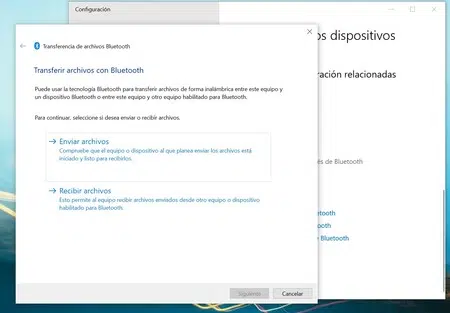 Configuración
os dispositivos
ración relacionadas
és de Bluetooth
luetooth
luetooth
e Bluetooth
Transferencia de archivos Bluetooth
Transferir archivos con Bluetooth
Puede usar la tecnología Bluetooth para transferir archivos de forma inalámbrica entre este equipo y
un dispositivo Bluetooth o entre este equipo y otro equipo habilitado para Bluetooth.
Para continuar, seleccione si desea enviar o recibir archivos.
Enviar archivos
Compruebe que el equipo o dispositivo al que planea enviar los archivos está
iniciado y listo para recibirlos.
Recibir archivos
Esto permite al equipo recibir archivos enviados desde otro equipo o dispositivo
habilitado para Bluetooth.
Siguiente
Cancelar